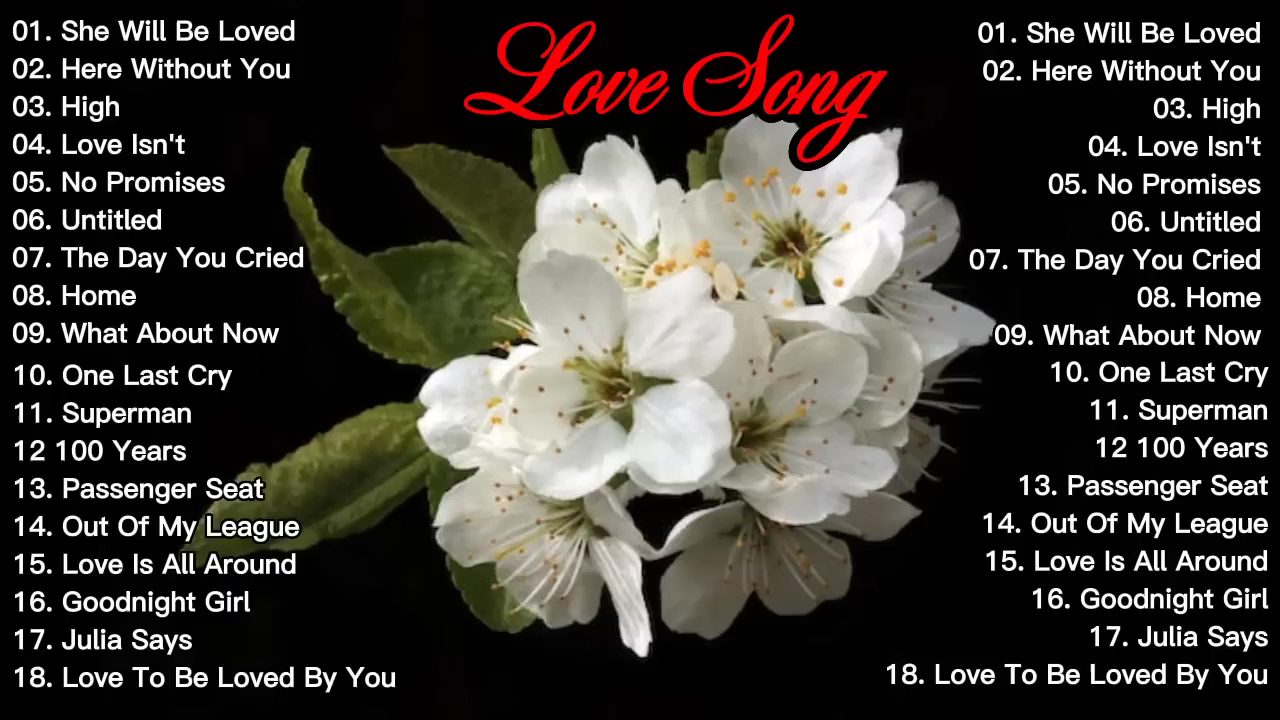 Love Song
01. She Will Be Loved
02. Here Without You
03. High
04. Love Isn't
05. No Promises
06. Untitled
07. The Day You Cried
08. Home
09. What About Now
10. One Last Cry
11. Superman
12 100 Years
13. Passenger Seat
14. Out Of My League
15. Love Is All Around
16. Goodnight Girl
17. Julia Says
18. Love To Be Loved By You
01. She Will Be Loved
02. Here Without You
03. High
04. Love Isn't
05. No Promises
06. Untitled
07. The Day You Cried
08. Home
09. What About Now
10. One Last Cry
11. Superman
12 100 Years
13. Passenger Seat
14. Out Of My League
15. Love Is All Around
16. Goodnight Girl
17. Julia Says
18. Love To Be Loved By You